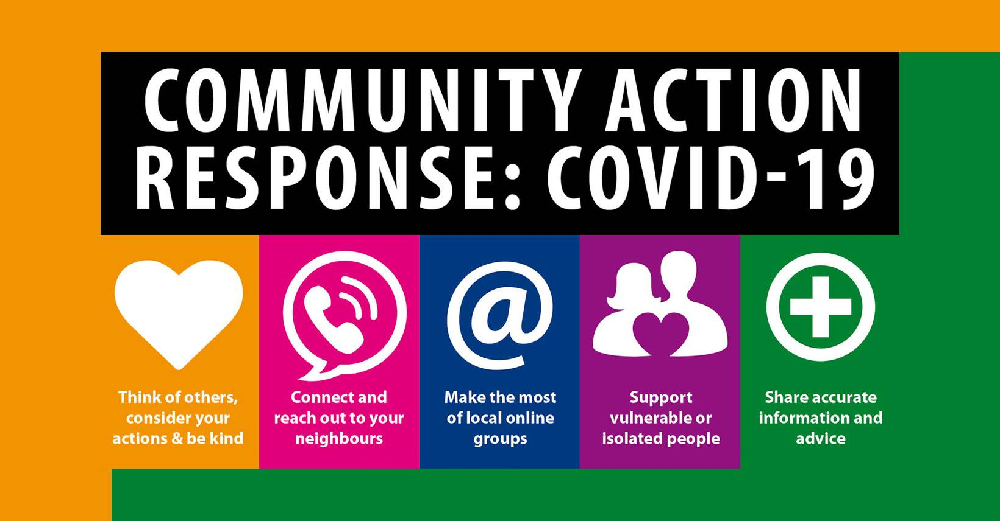 COMMUNITY ACTION
RESPONSE: COVID-19
Think of others,
consider your
actions & be kind
Connect and
reach out to your
neighbours
@
Make the most
of local online
groups
Support
vulnerable or
isolated people
Share accurate
information and
advice